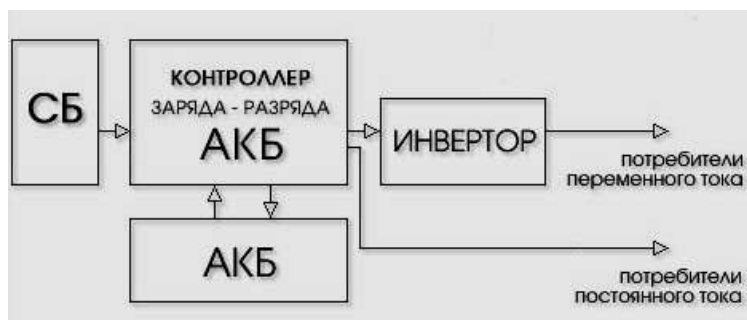 СБ
КОНТРОЛЛЕР
ЗАРЯДА - РАЗРЯДА
АКБ
ИНВЕРТОР
потребители
переменного тока
АКБ
потребители
постоянного тока